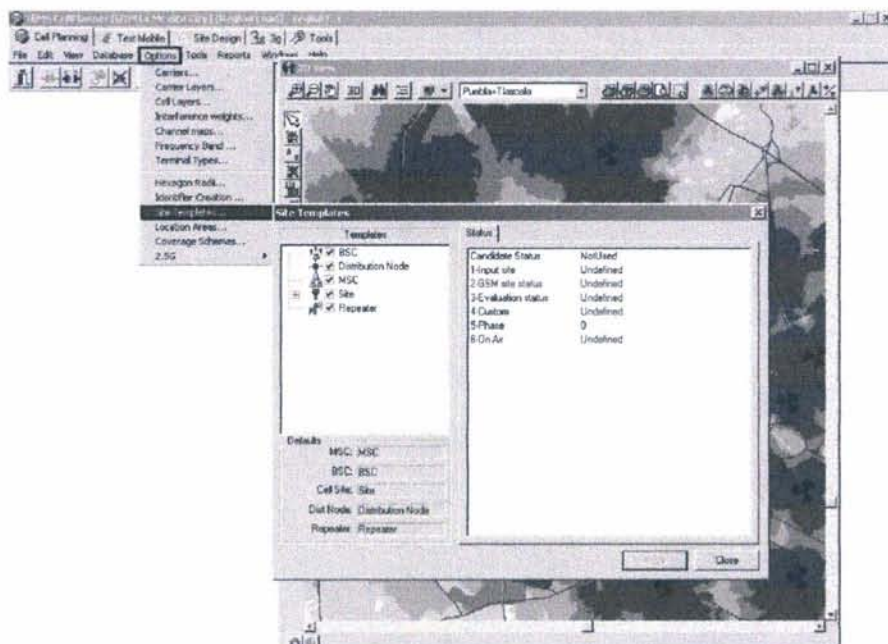 Cell Planning Test Mobile Site Design 3g 3g Tools
File Edit View Database Options Tools Reports Windows Help
Carriers...
Carrier Layers...
Cell Layers...
Interference weights...
Channel maps...
Frequency Band ...
Terminal Types...
Hexagon Radii...
Identifier Creation ...
Site Templates...
Location Areas...
Coverage Schemas...
2.5G
Puebla-Tlaxcala
Site Templates
Templates
BSC
Distribution Node
MSC
Site
Repeater
Defaults
MSC: MSC
BSC: BSC
Cell Site: Site
Dist Node: Distribution Node
Repeater: Repeater
Status
Candidate Status NotUsed
1-Input site Undefined
2-GSM site status Undefined
3-Evaluation status Undefined
4-Custom Undefined
5-Phase 0
6-On Air Undefined
Close